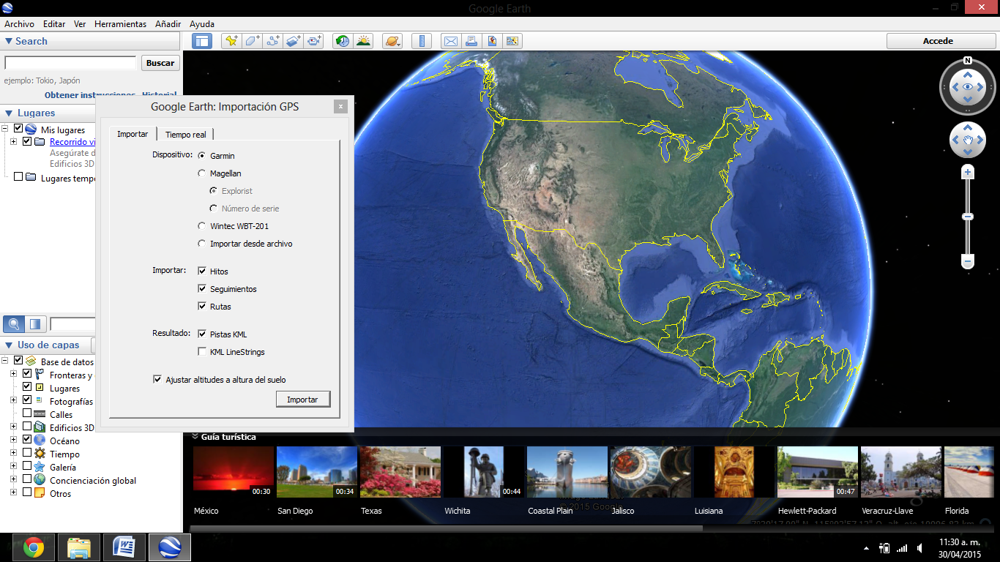 Google Earth
Archivo Editar Ver Herramientas Añadir Ayuda
Search
Buscar
ejemplo: Tokio, Japón
Obtener instrucciones Historial
Accede
N
Lugares
Mis lugares
Recorrido vi
Asegúrate d
Edificios 3D
Lugares tempo
Google Earth: Importación GPS
Importar Tiempo real
Dispositivo: Garmin
Magellan
Explorist
Número de serie
Wintec WBT-201
Importar desde archivo
Importar: Hitos
Seguimientos
Rutas
Resultado: Pistas KML
KML LineStrings
Ajustar altitudes a altura del suelo
Importar
Uso de capas
Base de datos
Fronteras y
Lugares
Fotografías
Calles
Edificios 3D
Océano
Tiempo
Galería
Concienciación global
Otros
Guía turística
00:30 00:34 00:44 00:47
México San Diego Texas Wichita Coastal Plain Jalisco Luisiana Hewlett-Packard Veracruz-Llave Florida
© 2015 Google
11:30 a. m.
30/04/2015